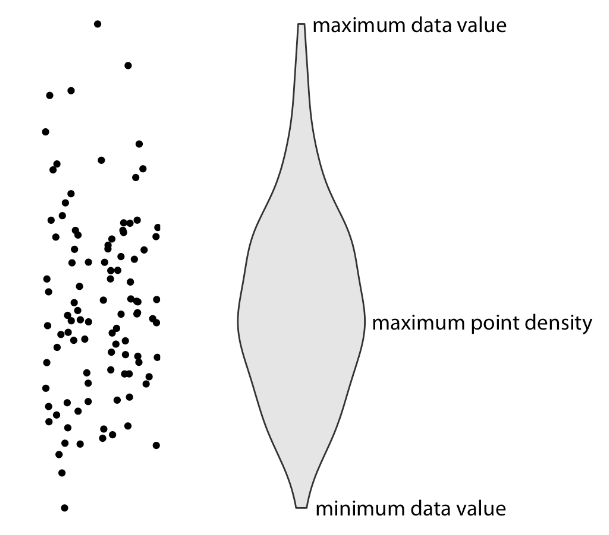 maximum data value
maximum point density
minimum data value